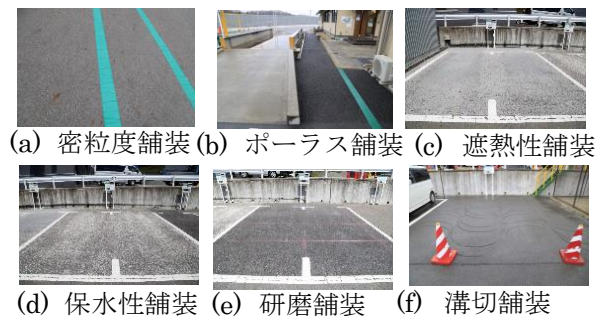 (a) 密粒度舗装
(b) ポーラス舗装
(c) 遮熱性舗装
(d) 保水性舗装
(e) 研磨舗装
(f) 溝切舗装